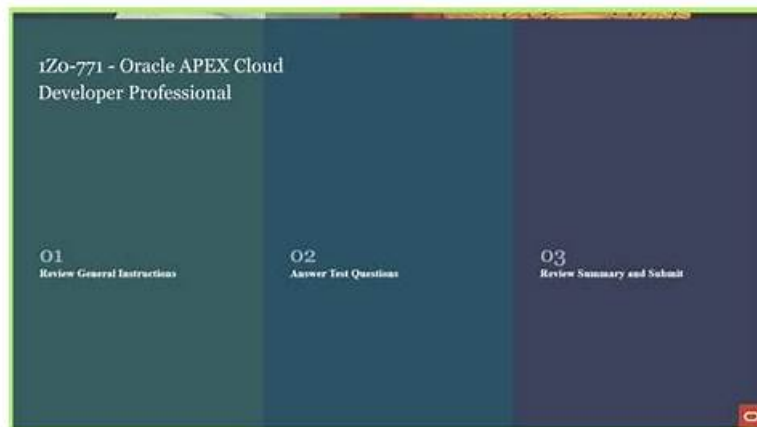 1Z0-771 - Oracle APEX Cloud
Developer Professional
01
Review General Instructions
02
Answer Test Questions
03
Review Summary and Submit